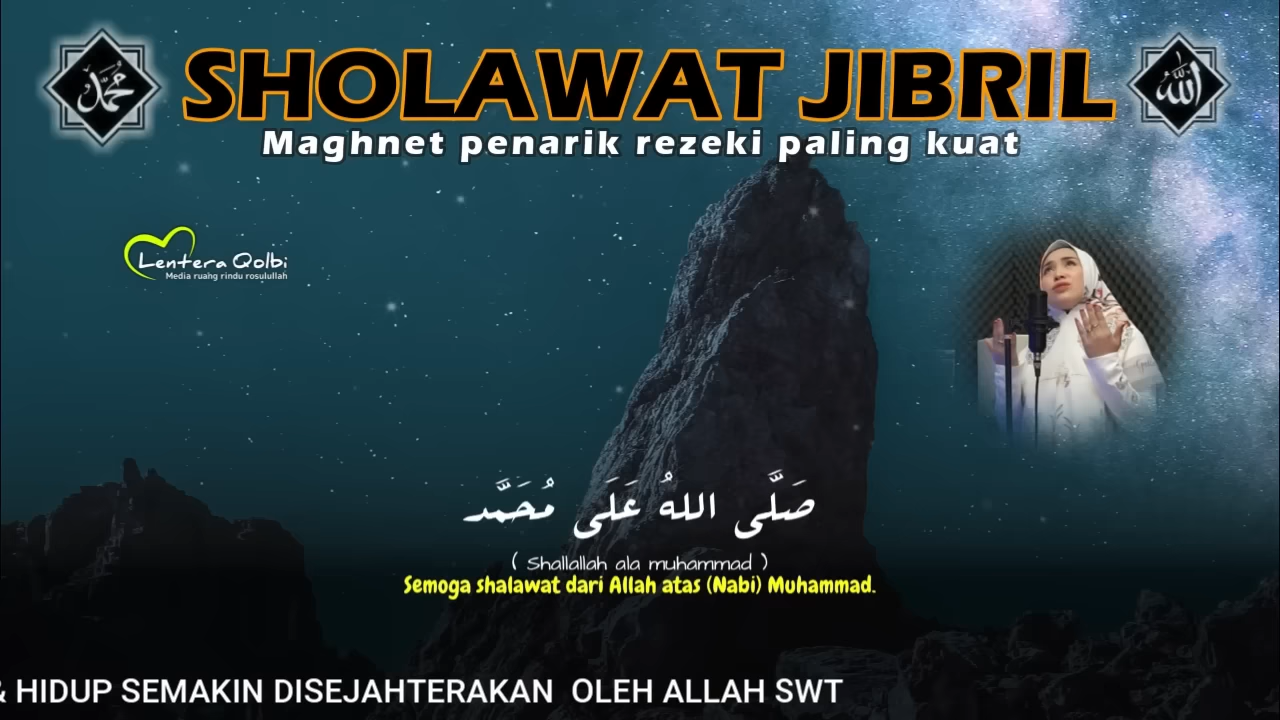 محمد
SHOLAWAT JIBRIL
الله
Maghnet penarik rezeki paling kuat
Lentera Qolbi
Media ruahg rindu rosulullah
صَلَّى اللهُ عَلَى مُحَمَّد
( Shallallah ala muhammad )
Semoga shalawat dari Allah atas (Nabi) Muhammad.
& HIDUP SEMAKIN DISEJAHTERAKAN OLEH ALLAH SWT